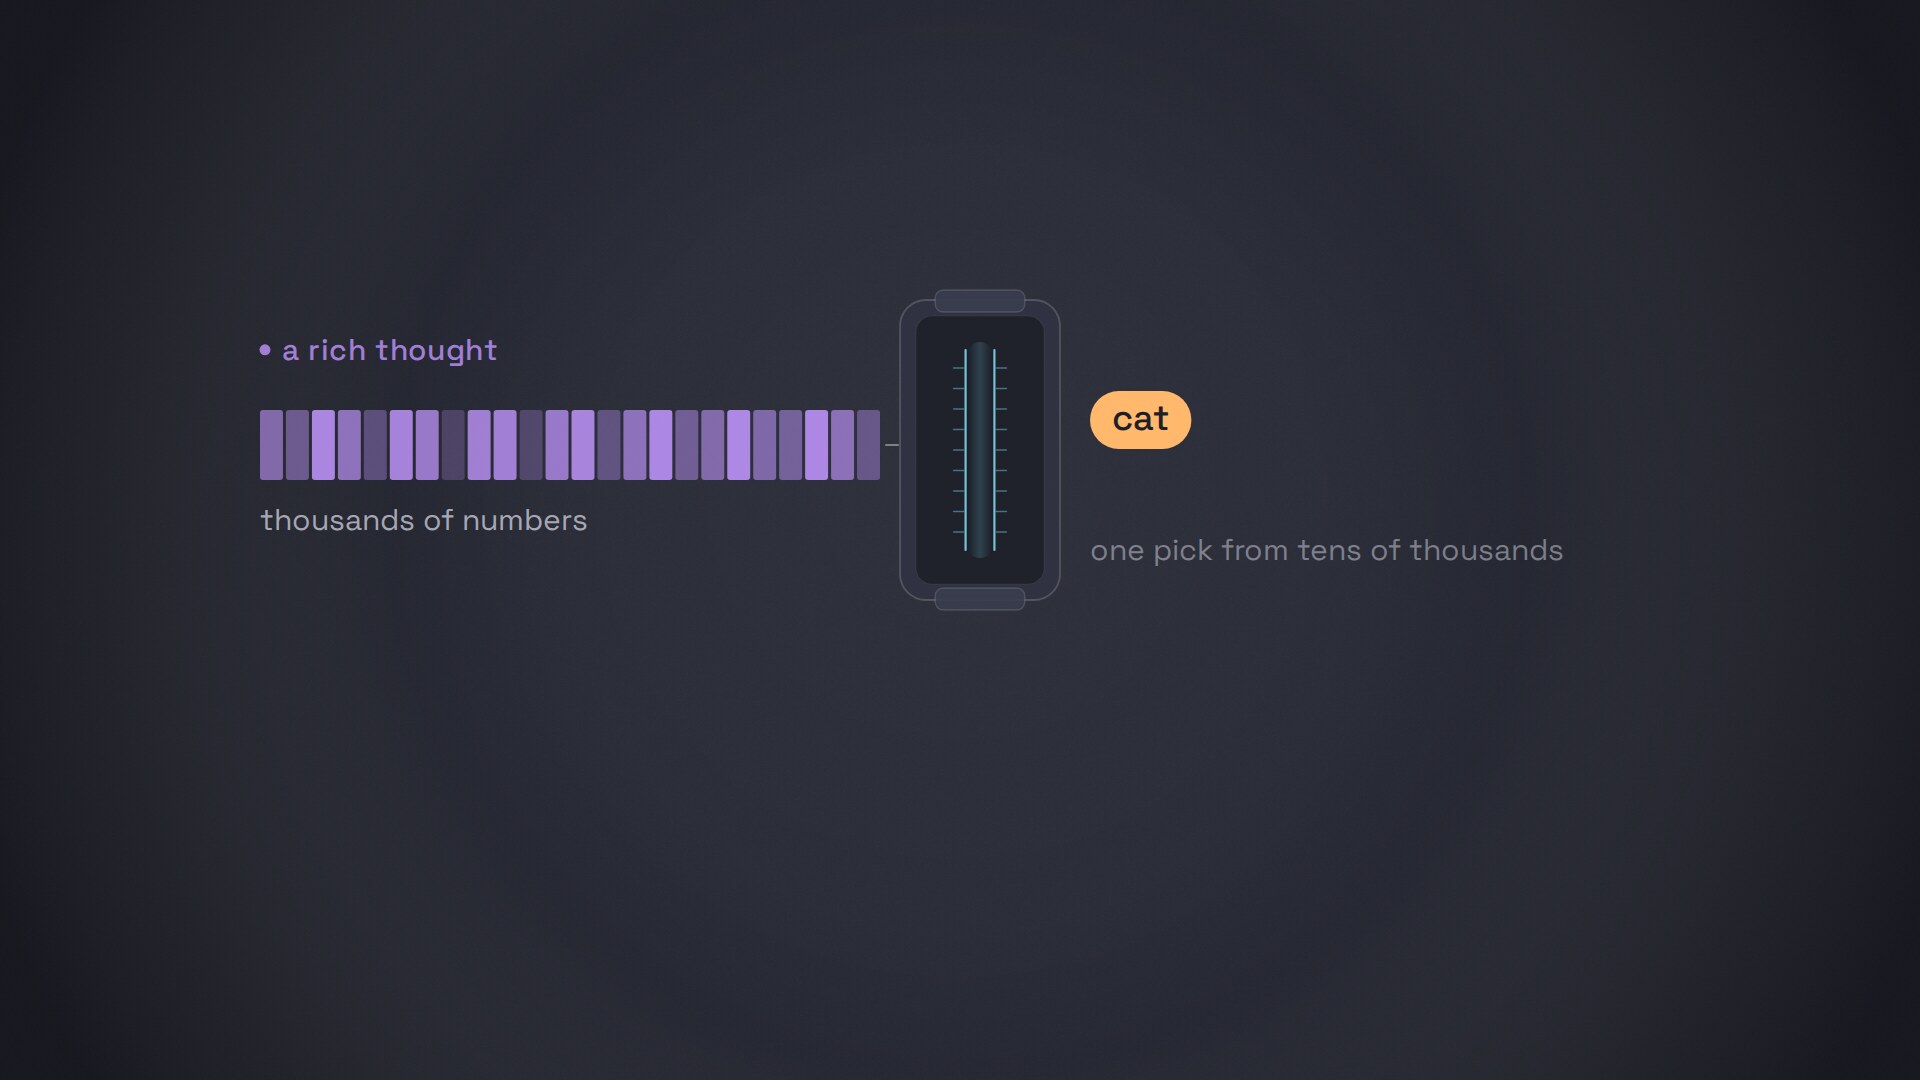 a rich thought
thousands of numbers
cat
one pick from tens of thousands